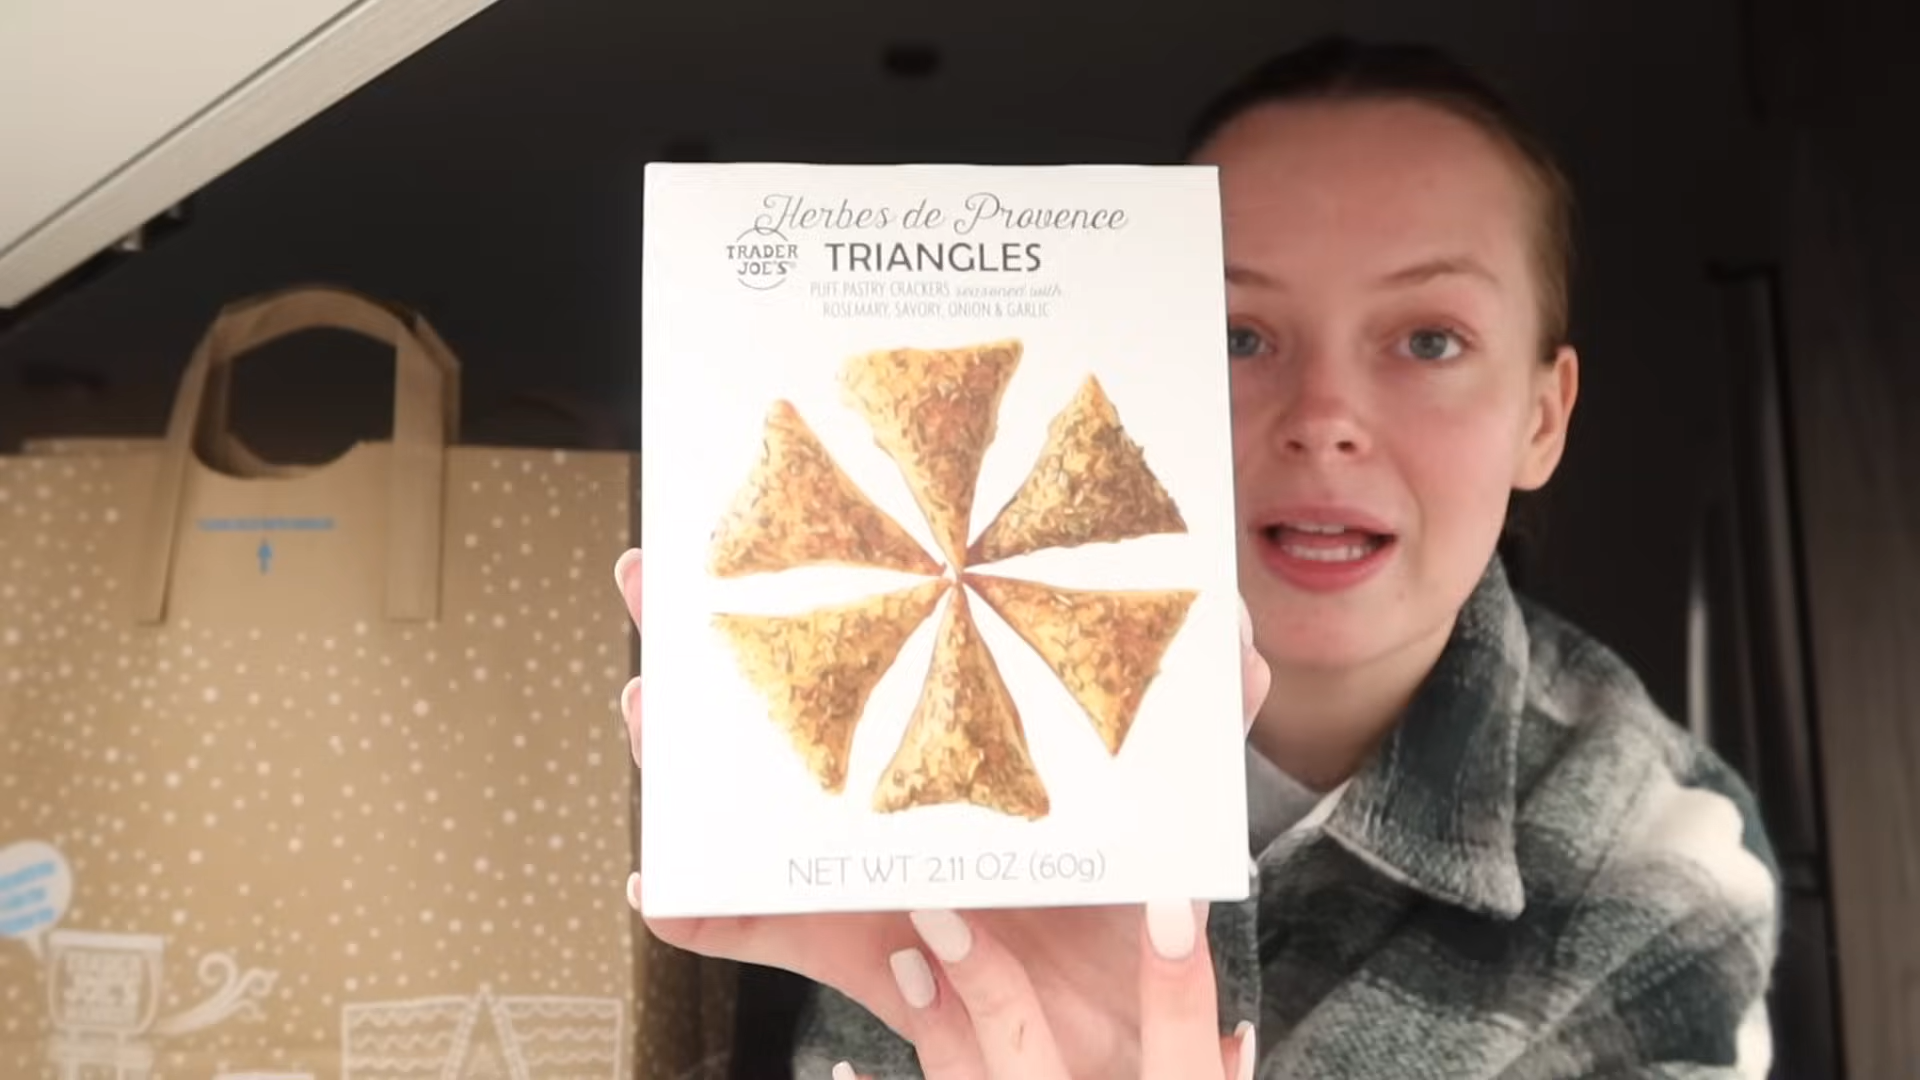 Herbes de Provence
TRADER
JOE'S
TRIANGLES
PUFF PASTRY CRACKERS seasoned with
ROSEMARY, SAVORY, ONION & GARLIC
NET WT 2.11 OZ (60g)